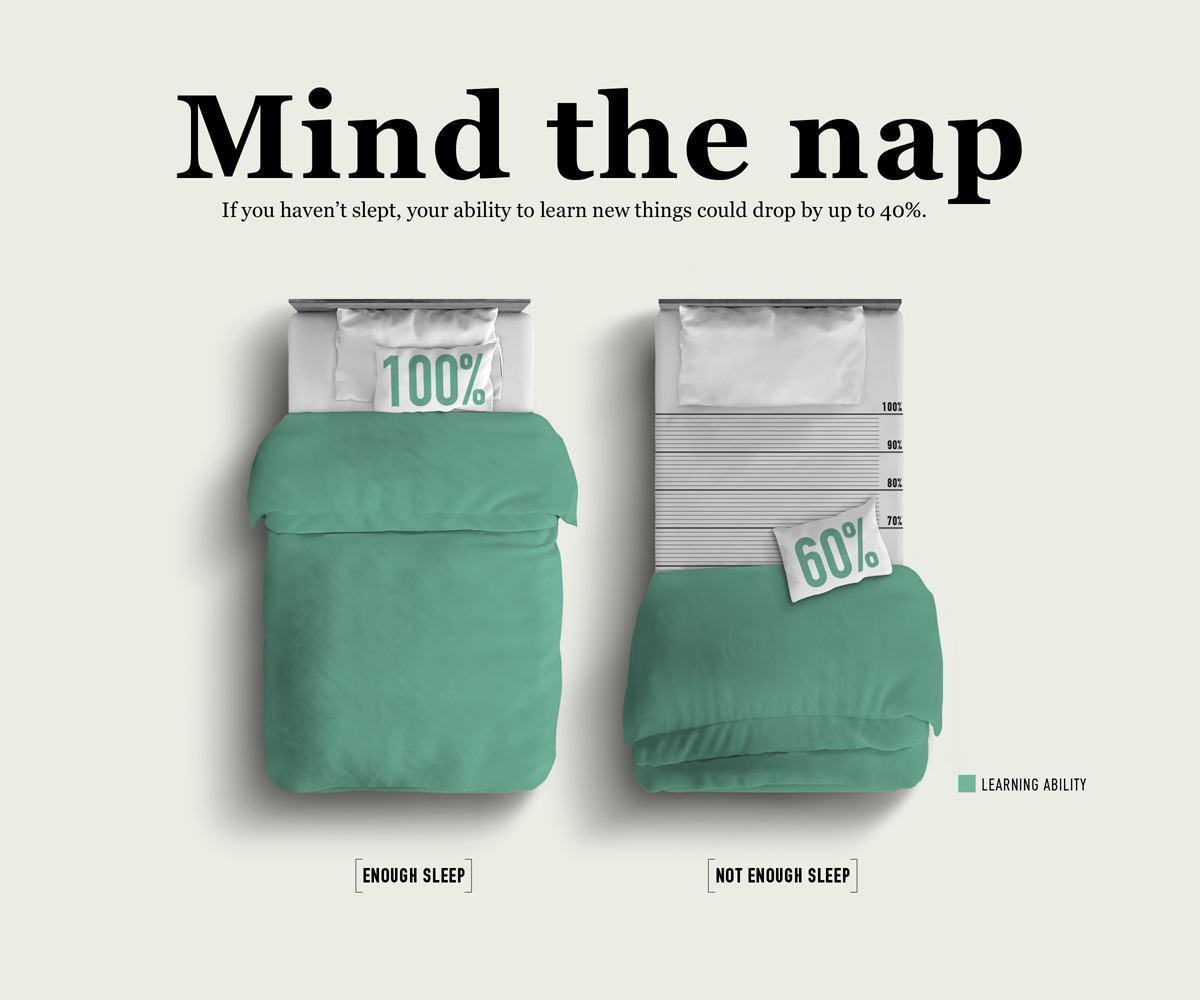 Mind the nap
If you haven’t slept, your ability to learn new things could drop by up to 40%.
100%
100%
90%
80%
70%
60%
LEARNING ABILITY
ENOUGH SLEEP
NOT ENOUGH SLEEP